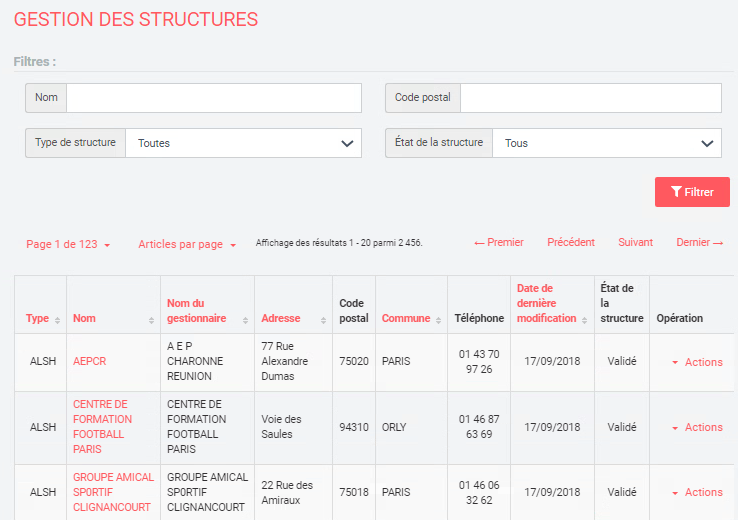 GESTION DES STRUCTURES
Filtres :
Nom
Code postal
Type de structure Toutes
État de la structure Tous
Filtrer
Page 1 de 123 Articles par page Affichage des résultats 1 - 20 parmi 2 456. ← Premier Précédent Suivant Dernier →
Type Nom Nom du gestionnaire Adresse Code postal Commune Téléphone Date de dernière modification État de la structure Opération
ALSH AEPCR A E P CHARONNE REUNION 77 Rue Alexandre Dumas 75020 PARIS 01 43 70 97 26 17/09/2018 Validé Actions
ALSH CENTRE DE FORMATION FOOTBALL PARIS CENTRE DE FORMATION FOOTBALL PARIS Voie des Saules 94310 ORLY 01 46 87 63 69 17/09/2018 Validé Actions
ALSH GROUPE AMICAL SP0RTIF CLIGNANCOURT GROUPE AMICAL SP0RTIF CLIGNANCOURT 22 Rue des Amiraux 75018 PARIS 01 46 06 32 62 17/09/2018 Validé Actions